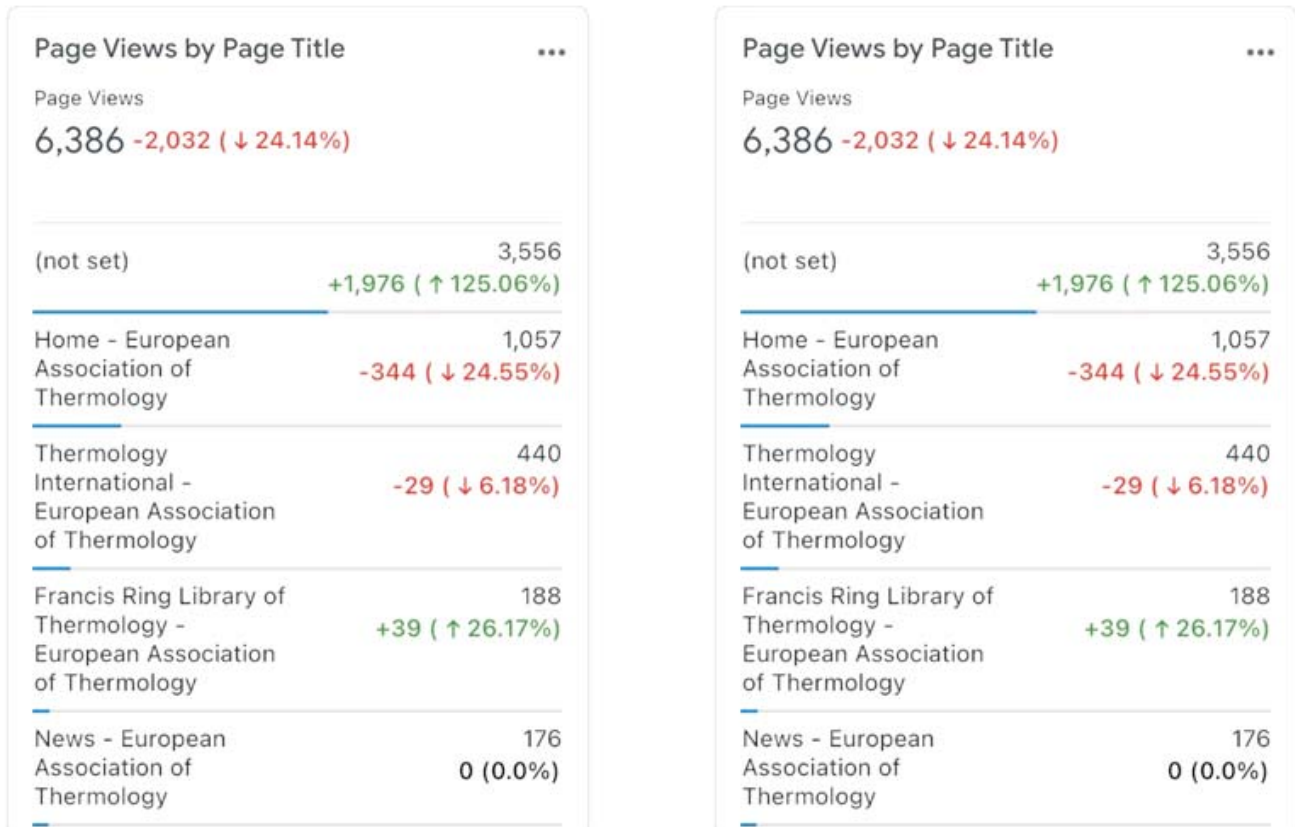 Page Views by Page Title
Page Views
6,386 -2,032 ( ↓ 24.14%)
(not set)
3,556
+1,976 ( ↑ 125.06%)
Home - European
Association of
Thermology
1,057
-344 ( ↓ 24.55%)
Thermology
International -
European Association
of Thermology
440
-29 ( ↓ 6.18%)
Francis Ring Library of
Thermology -
European Association
of Thermology
188
+39 ( ↑ 26.17%)
News - European
Association of
Thermology
176
0 (0.0%)
Page Views by Page Title
Page Views
6,386 -2,032 ( ↓ 24.14%)
(not set)
3,556
+1,976 ( ↑ 125.06%)
Home - European
Association of
Thermology
1,057
-344 ( ↓ 24.55%)
Thermology
International -
European Association
of Thermology
440
-29 ( ↓ 6.18%)
Francis Ring Library of
Thermology -
European Association
of Thermology
188
+39 ( ↑ 26.17%)
News - European
Association of
Thermology
176
0 (0.0%)